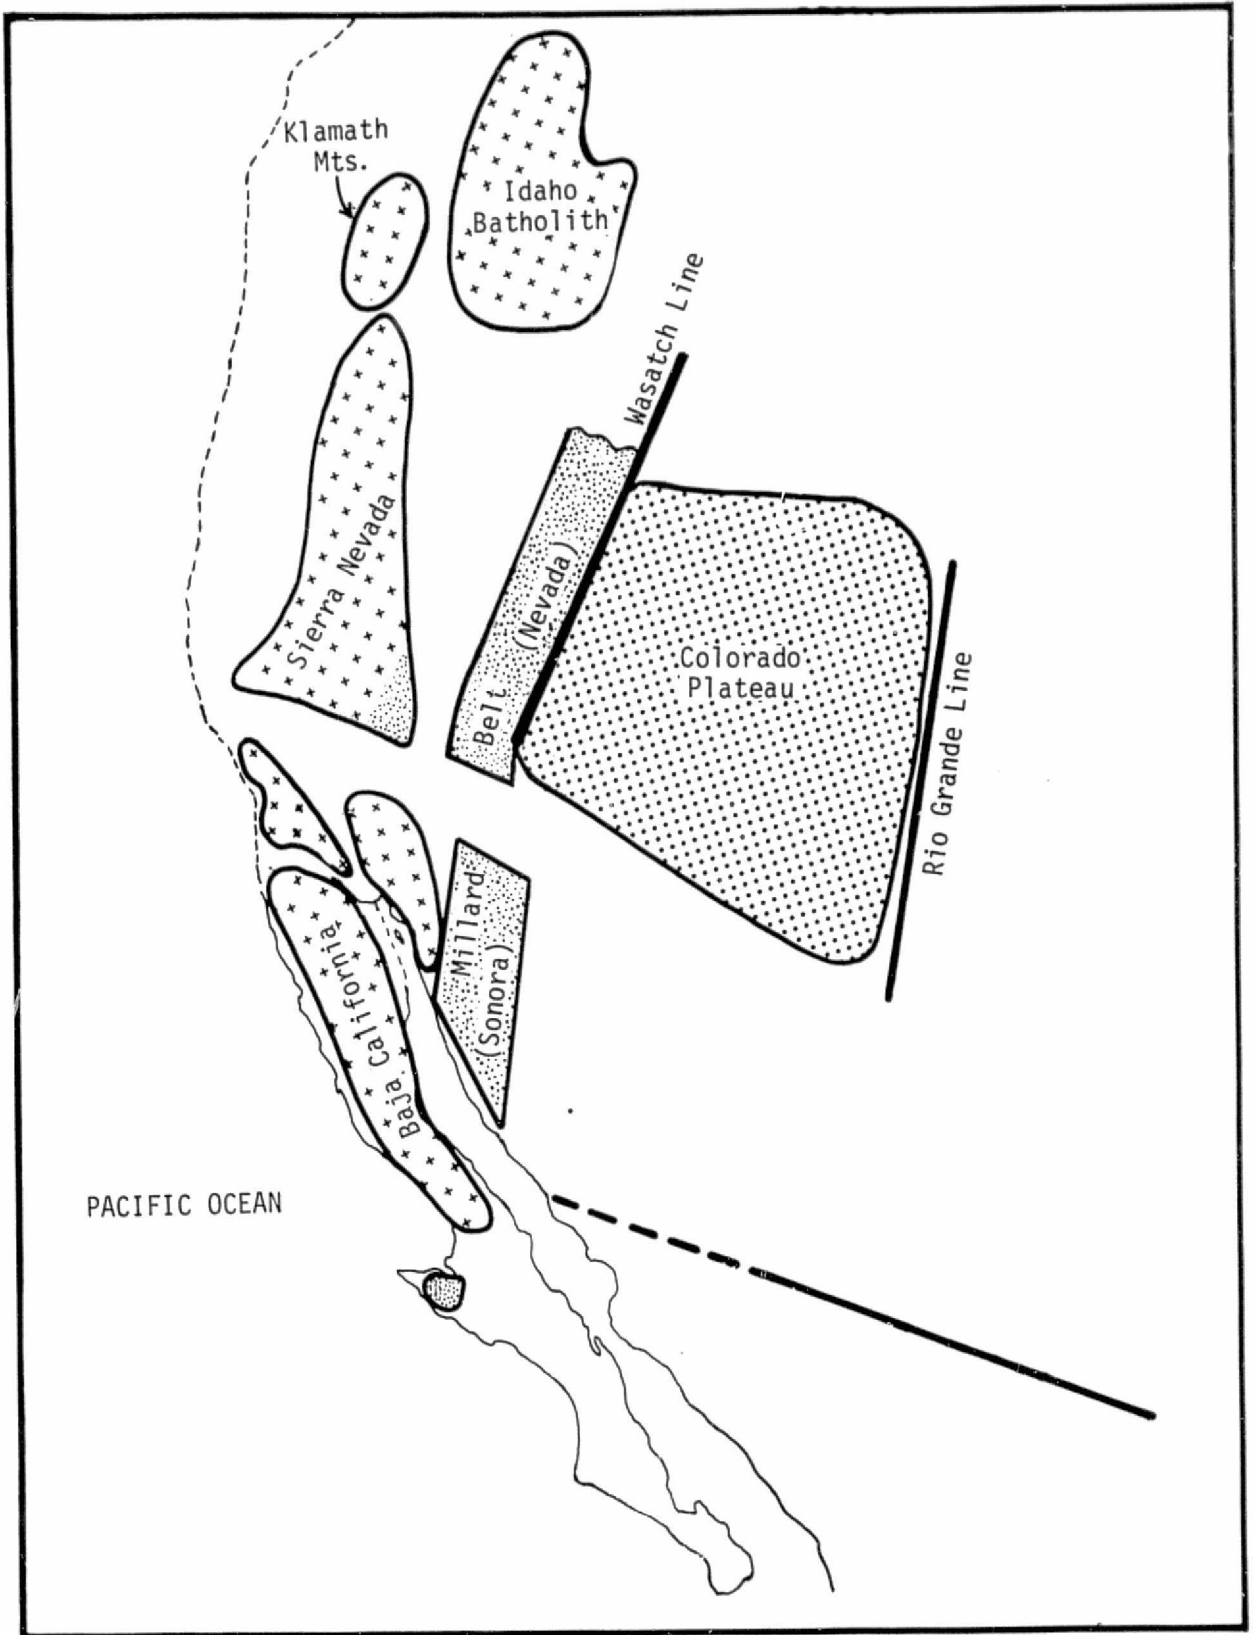 Klamath
Mts.
Idaho
Batholith
Wasatch Line
Sierra Nevada
Belt (Nevada)
Colorado
Plateau
Rio Grande Line
Millard
(Sonora)
Baja California
PACIFIC OCEAN